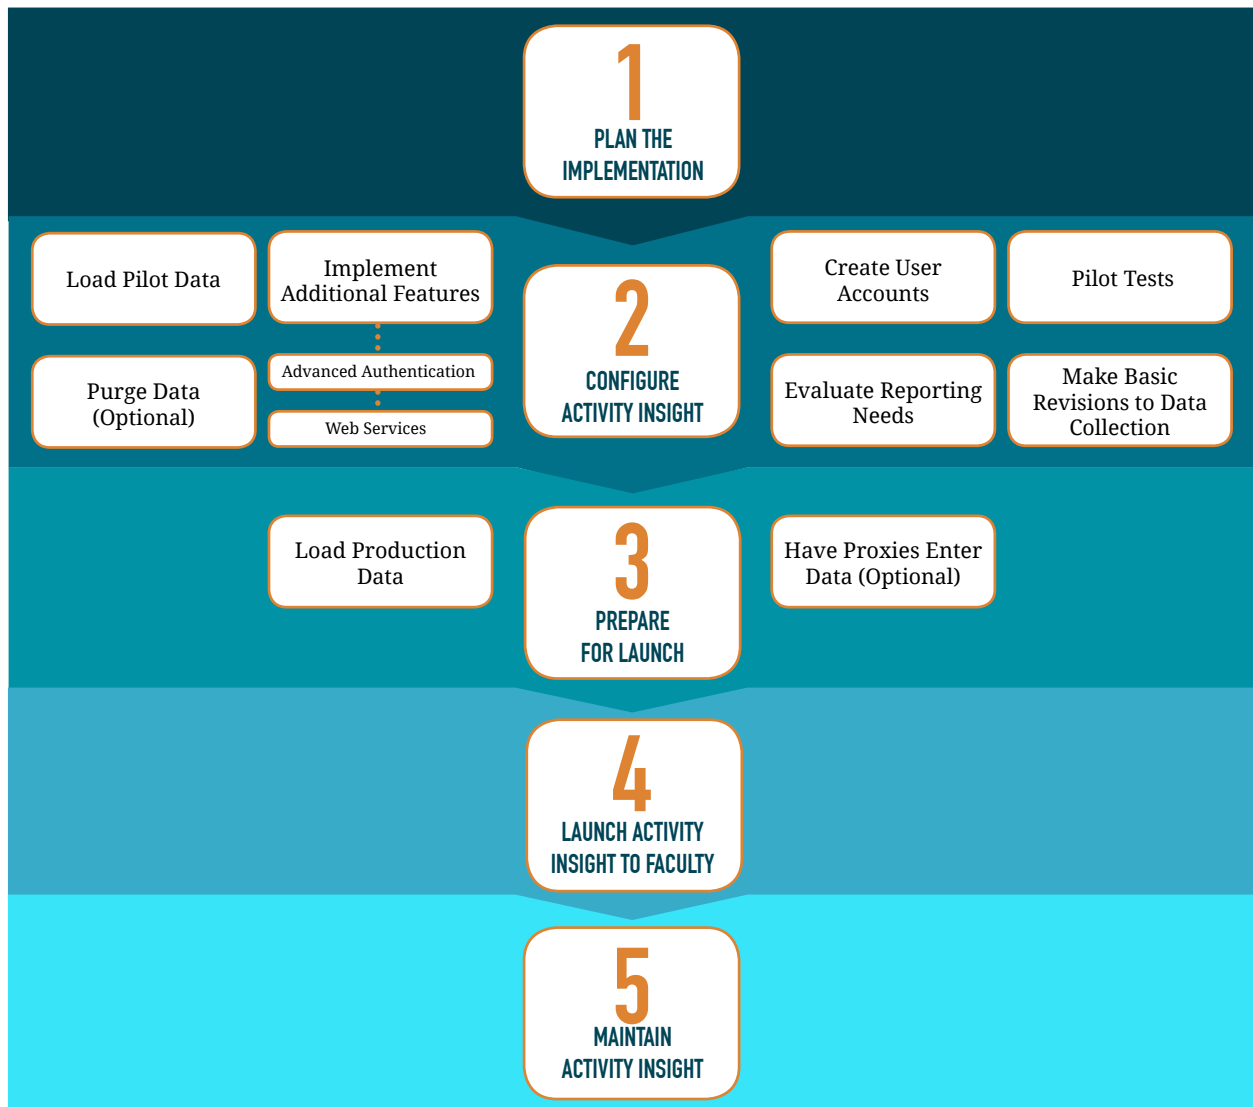 1
PLAN THE
IMPLEMENTATION
Load Pilot Data
Implement
Additional Features
Advanced Authentication
Web Services
Purge Data
(Optional)
2
CONFIGURE
ACTIVITY INSIGHT
Create User
Accounts
Pilot Tests
Evaluate Reporting
Needs
Make Basic
Revisions to Data
Collection
Load Production
Data
3
PREPARE
FOR LAUNCH
Have Proxies Enter
Data (Optional)
4
LAUNCH ACTIVITY
INSIGHT TO FACULTY
5
MAINTAIN
ACTIVITY INSIGHT